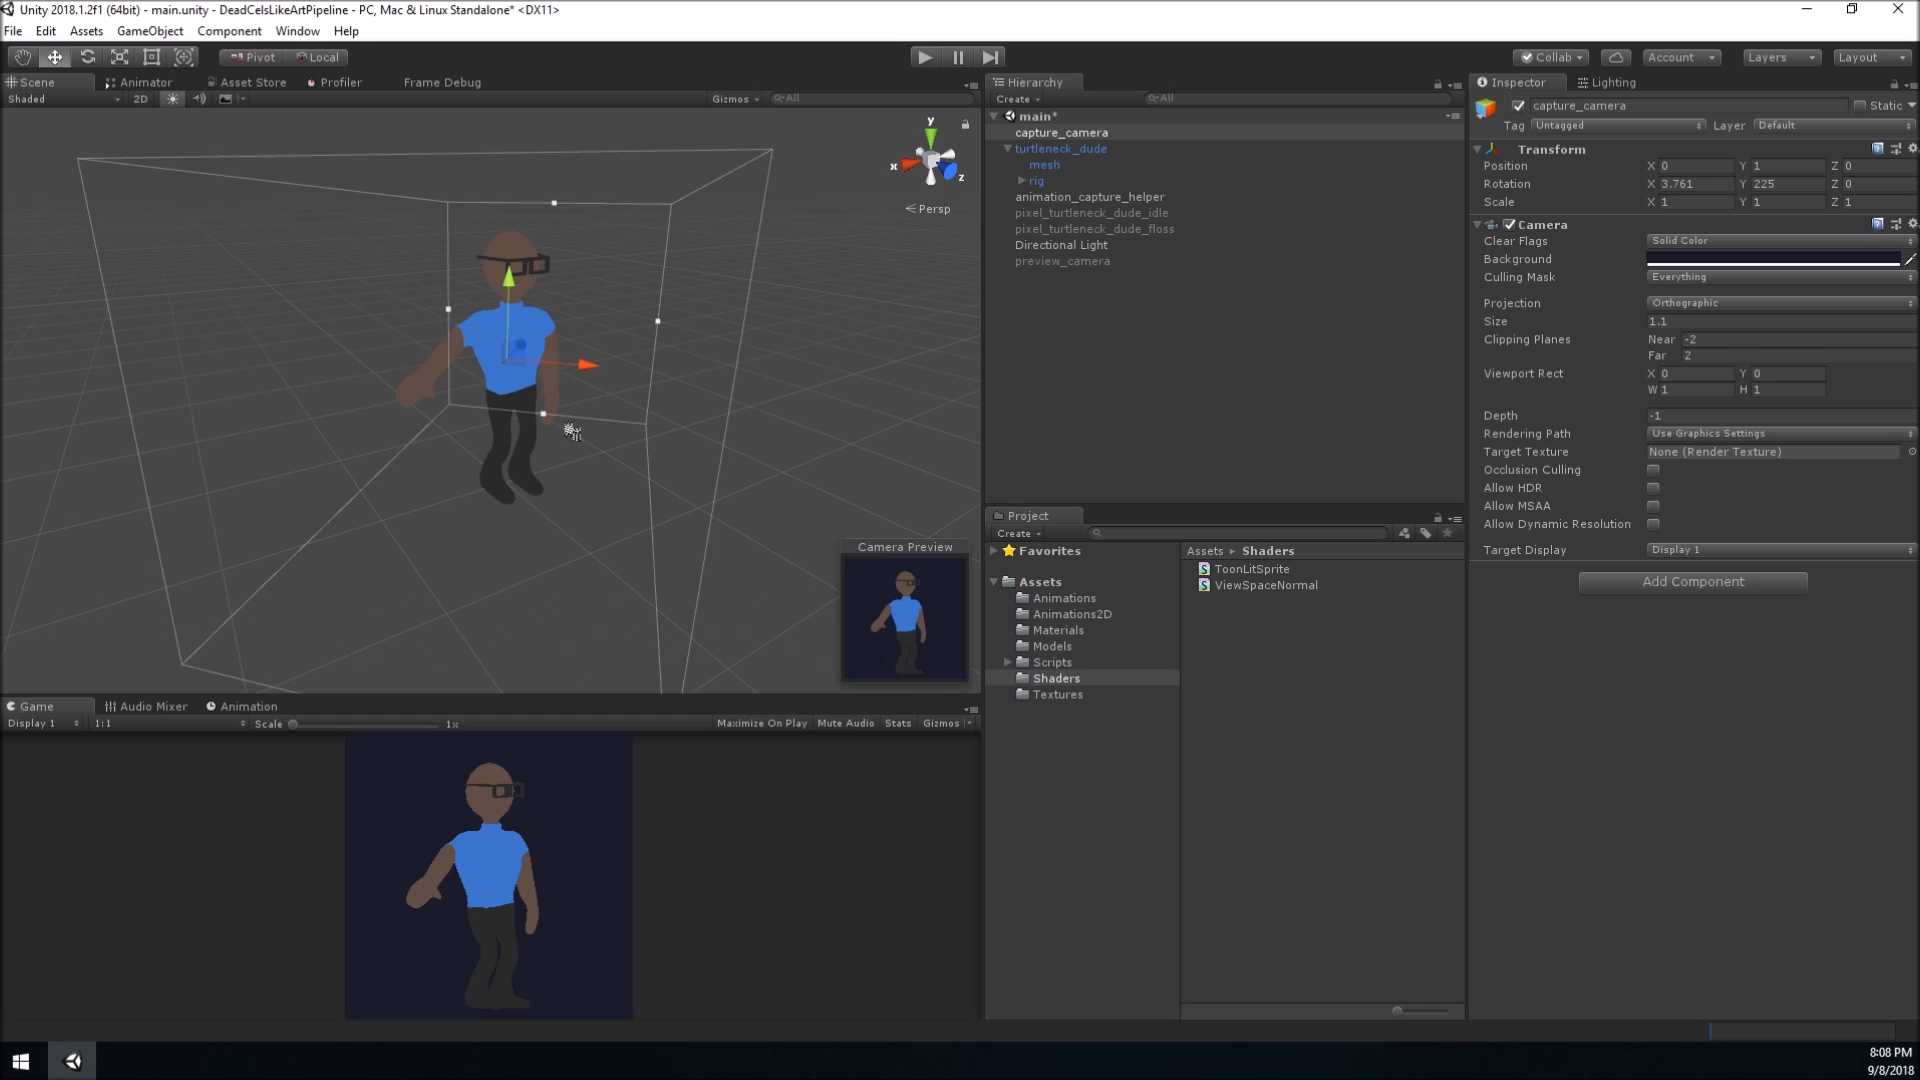 Unity 2018.1.2f1 (64bit) - main.unity - DeadCelsLikeArtPipeline - PC, Mac & Linux Standalone* <DX11>
File Edit Assets GameObject Component Window Help
Pivot Local Collab Account Layers Layout
Scene Animator Asset Store Profiler Frame Debug
Shaded 2D Gizmos All
y
x
z
Persp
Camera Preview
Game Audio Mixer Animation
Display 1 1:1 Scale 1x Maximize On Play Mute Audio Stats Gizmos
Hierarchy
Create All
main*
capture_camera
turtleneck_dude
mesh
rig
animation_capture_helper
pixel_turtleneck_dude_idle
pixel_turtleneck_dude_floss
Directional Light
preview_camera
Project
Create
Favorites
Assets
Animations
Animations2D
Materials
Models
Scripts
Shaders
Textures
Assets Shaders
ToonLitSprite
ViewSpaceNormal
Inspector Lighting
capture_camera Static
Tag Untagged Layer Default
Transform
Position X 0 Y 1 Z 0
Rotation X 3.761 Y 225 Z 0
Scale X 1 Y 1 Z 1
Camera
Clear Flags Solid Color
Background
Culling Mask Everything
Projection Orthographic
Size 1.1
Clipping Planes Near -2
Far 2
Viewport Rect X 0 Y 0
W 1 H 1
Depth -1
Rendering Path Use Graphics Settings
Target Texture None (Render Texture)
Occlusion Culling
Allow HDR
Allow MSAA
Allow Dynamic Resolution
Target Display Display 1
Add Component
8:08 PM
9/8/2018